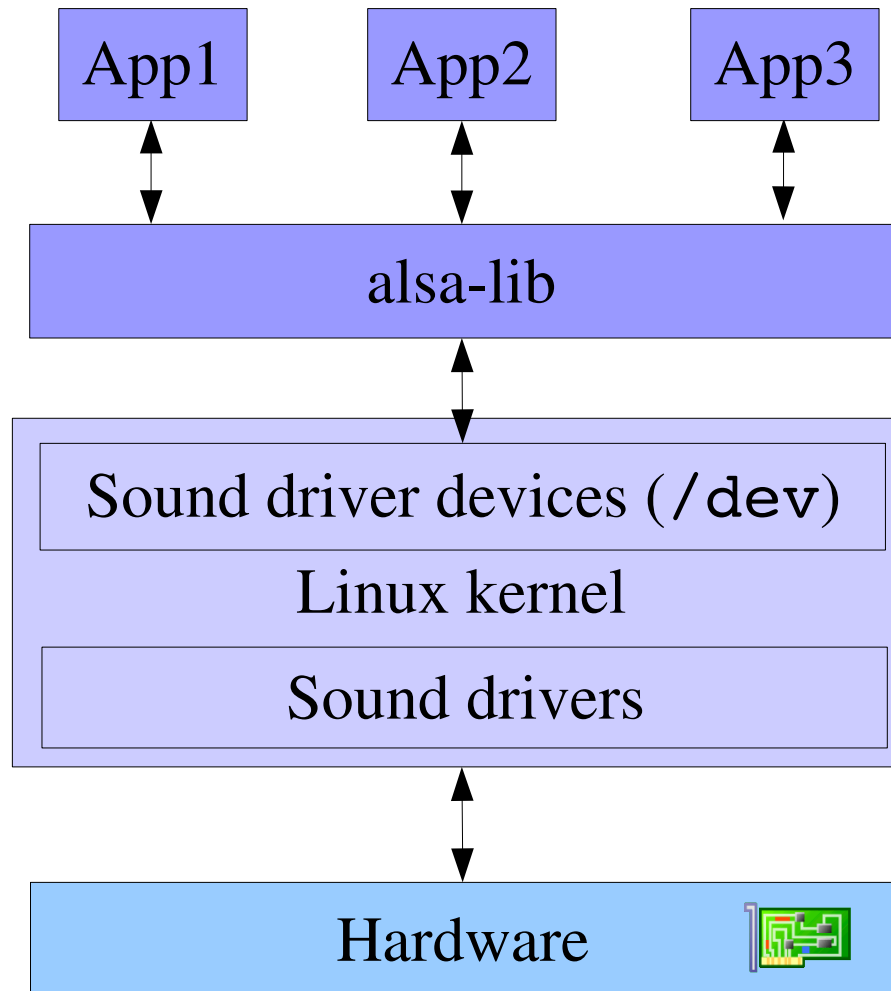 App1 App2 App3
alsa-lib
Sound driver devices (/dev)
Linux kernel
Sound drivers
Hardware